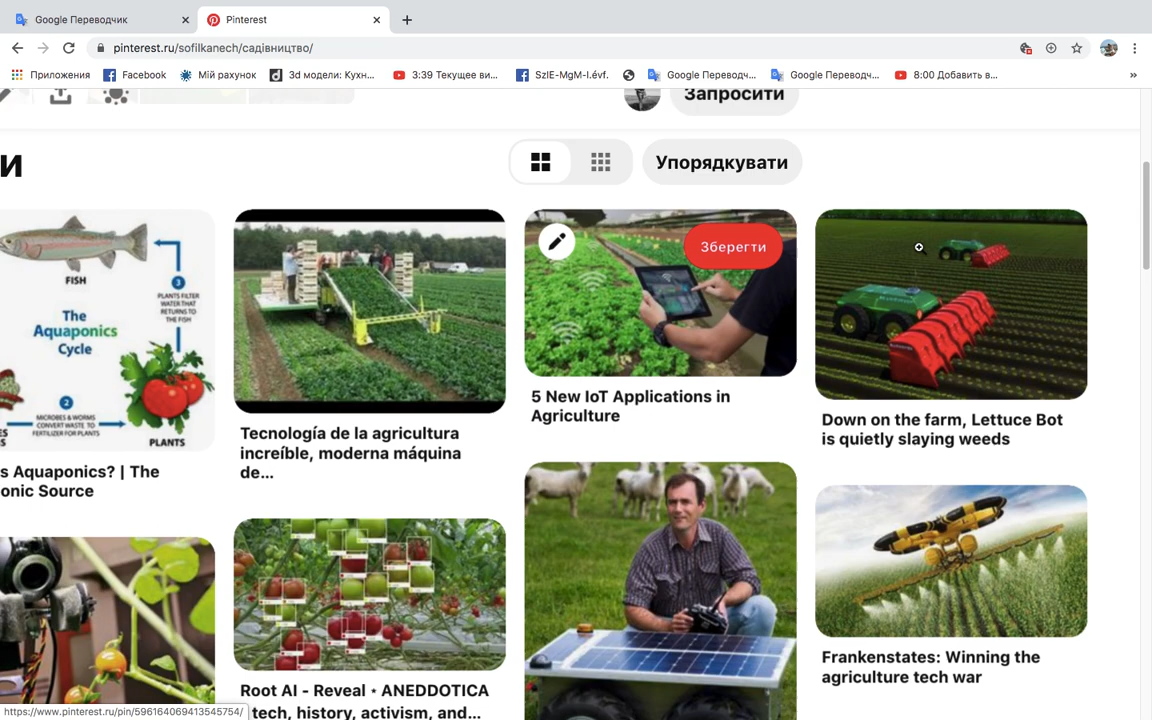 Google Переводчик
Pinterest
pinterest.ru/sofilkanech/садівництво/
Приложения
Facebook
Мій рахунок
3d модели: Кухн...
3:39 Текущее ви...
SzIE-MgM-I.évf.
Google Переводч...
Google Переводч...
8:00 Добавить в...
»
Запросити
и
Упорядкувати
FISH
3
PLANTS FILTER
WATER THAT
RETURNS TO
THE FISH
The
Aquaponics
Cycle
2
MICROBES & WORMS
CONVERT WASTE TO
FERTILIZER FOR PLANTS
PLANTS
s Aquaponics? | The
onic Source
Tecnología de la agricultura
increíble, moderna máquina
de...
Зберегти
5 New IoT Applications in
Agriculture
Down on the farm, Lettuce Bot
is quietly slaying weeds
Root AI - Reveal ⋆ ANEDDOTICA
tech, history, activism, and...
Frankenstates: Winning the
agriculture tech war
https://www.pinterest.ru/pin/596164069413545754/